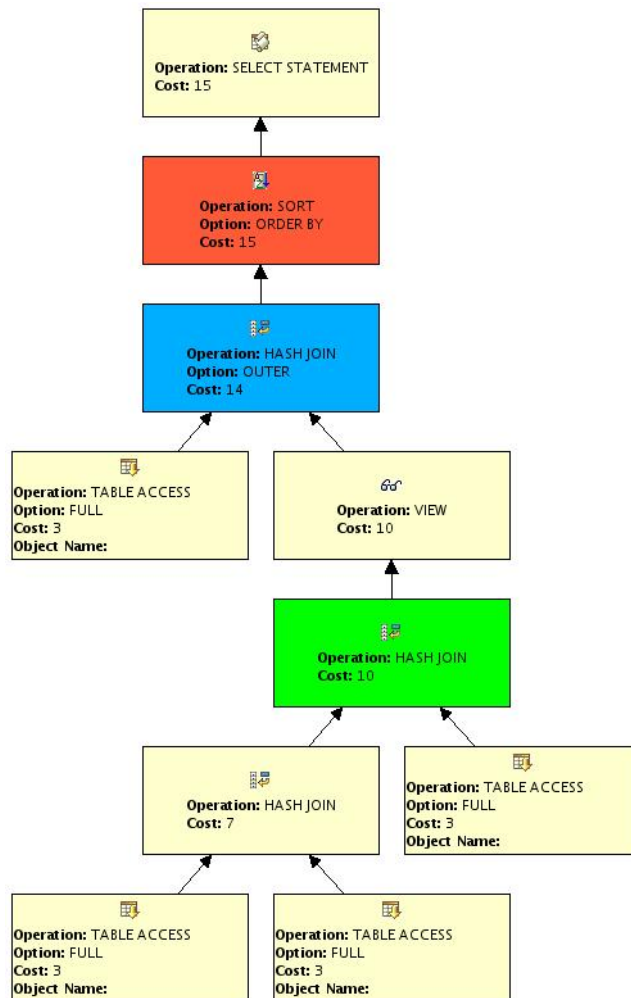 Operation: SELECT STATEMENT
Cost: 15
Operation: SORT
Option: ORDER BY
Cost: 15
Operation: HASH JOIN
Option: OUTER
Cost: 14
Operation: TABLE ACCESS
Option: FULL
Cost: 3
Object Name:
Operation: VIEW
Cost: 10
Operation: HASH JOIN
Cost: 10
Operation: HASH JOIN
Cost: 7
Operation: TABLE ACCESS
Option: FULL
Cost: 3
Object Name:
Operation: TABLE ACCESS
Option: FULL
Cost: 3
Object Name:
Operation: TABLE ACCESS
Option: FULL
Cost: 3
Object Name: